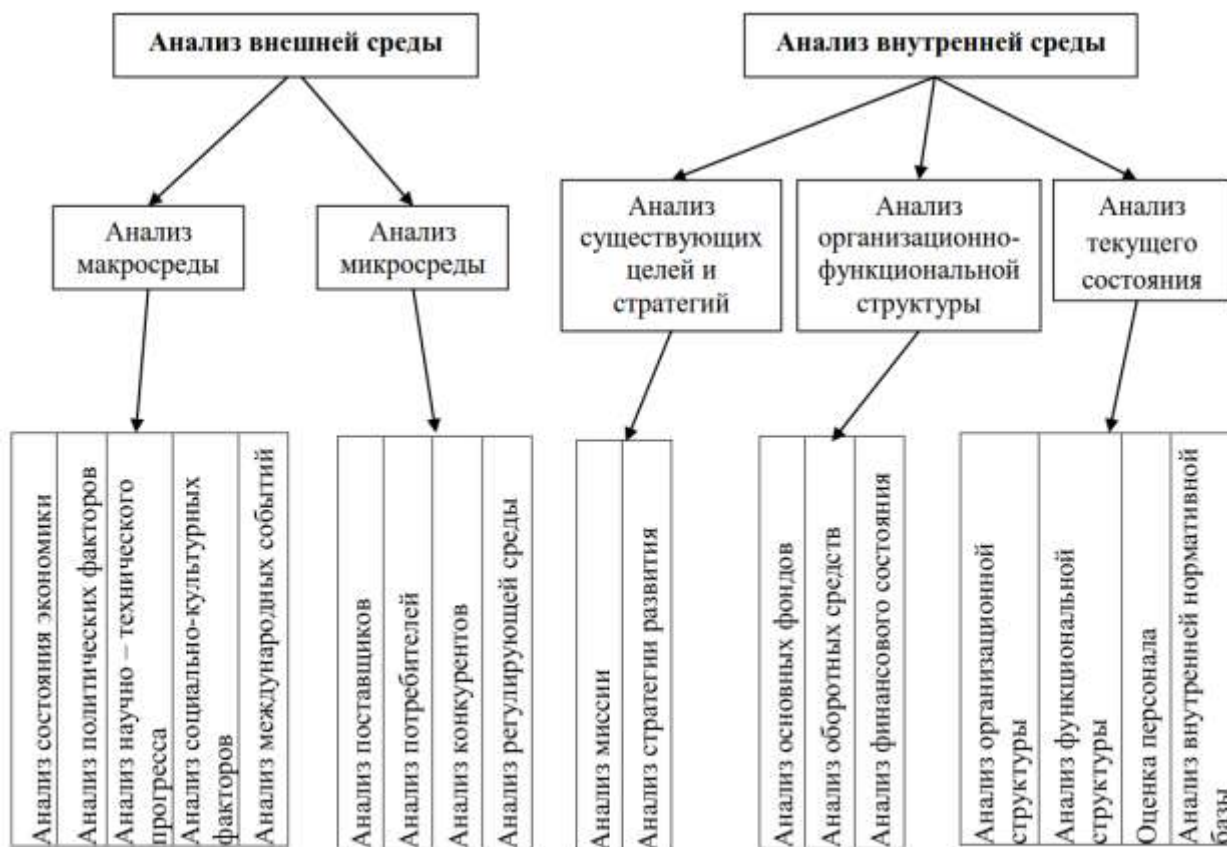 Анализ внешней среды
Анализ внутренней среды
Анализ
макросреды
Анализ
микросреды
Анализ
существующих
целей и
стратегий
Анализ
организационно-
функциональной
структуры
Анализ
текущего
состояния
Анализ состояния экономики
Анализ политических факторов
Анализ научно – технического
прогресса
Анализ социально-культурных
факторов
Анализ международных событий
Анализ поставщиков
Анализ потребителей
Анализ конкурентов
Анализ регулирующей среды
Анализ миссии
Анализ стратегии развития
Анализ основных фондов
Анализ оборотных средств
Анализ финансового состояния
Анализ организационной
структуры
Анализ функциональной
структуры
Оценка персонала
Анализ внутренней нормативной
базы